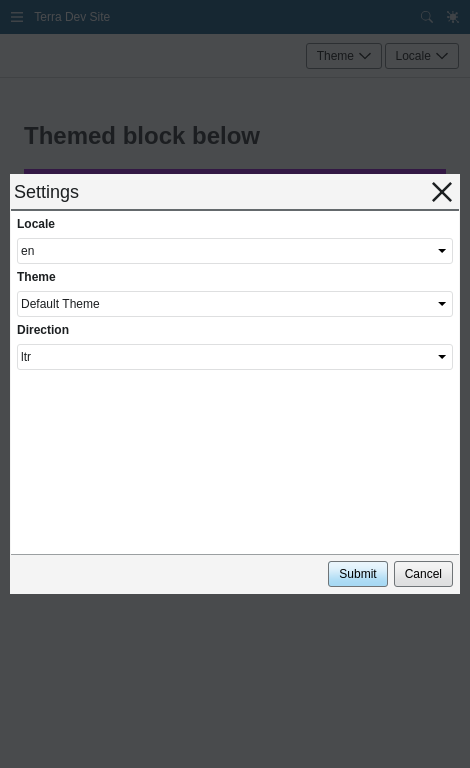 Terra Dev Site
Theme
Locale
Themed block below
Settings
Locale
en
Theme
Default Theme
Direction
ltr
Submit
Cancel